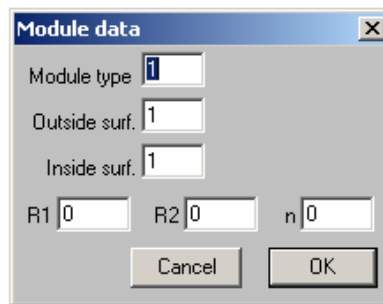 Module data
Module type 1
Outside surf. 1
Inside surf. 1
R1 0 R2 0 n 0
Cancel OK